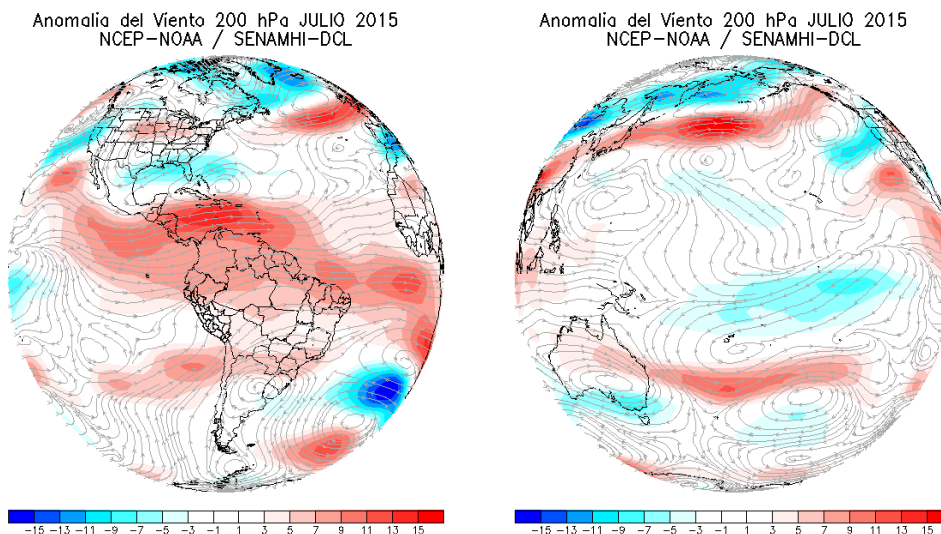 Anomalia del Viento 200 hPa JULIO 2015
NCEP-NOAA / SENAMHI-DCL
Anomalia del Viento 200 hPa JULIO 2015
NCEP-NOAA / SENAMHI-DCL
-15 -13 -11 -9 -7 -5 -3 -1 1 3 5 7 9 11 13 15
-15 -13 -11 -9 -7 -5 -3 -1 1 3 5 7 9 11 13 15